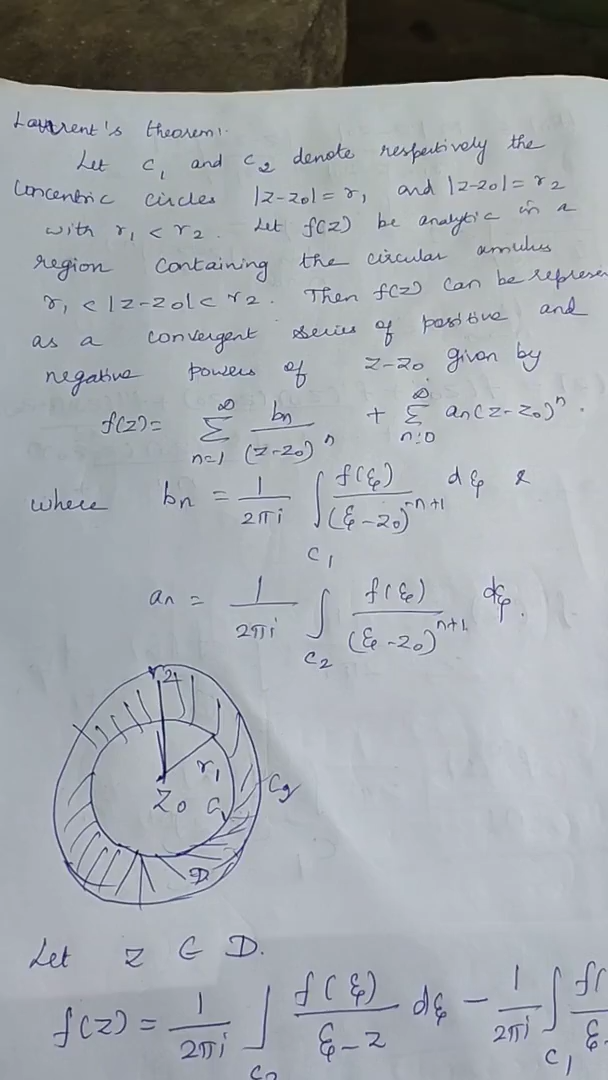 Laurent's theorem:
Let C₁ and C₂ denote respectively the
concentric circles |z-z₀| = r₁ and |z-z₀| = r₂
with r₁ < r₂. Let f(z) be analytic in a
region containing the circular annulus
r₁ < |z-z₀| < r₂. Then f(z) can be represe
as a convergent series of positive and
negative powers of z-z₀ given by
f(z) = ∑_{n=1}^{∞} bₙ/(z-z₀)ⁿ + ∑_{n=0}^{∞} aₙ(z-z₀)ⁿ.
where bₙ = 1/2πi ∫_{C₁} f(ξ)/(ξ-z₀)^{-n+1} dξ &
aₙ = 1/2πi ∫_{C₂} f(ξ)/(ξ-z₀)^{n+1} dξ.
r₂
r₁
z₀ C₁ C₂
D
Let z ∈ D.
f(z) = 1/2πi ∫_{C₂} f(ξ)/ξ-z dξ - 1/2πi ∫_{C₁} f(/ξ-